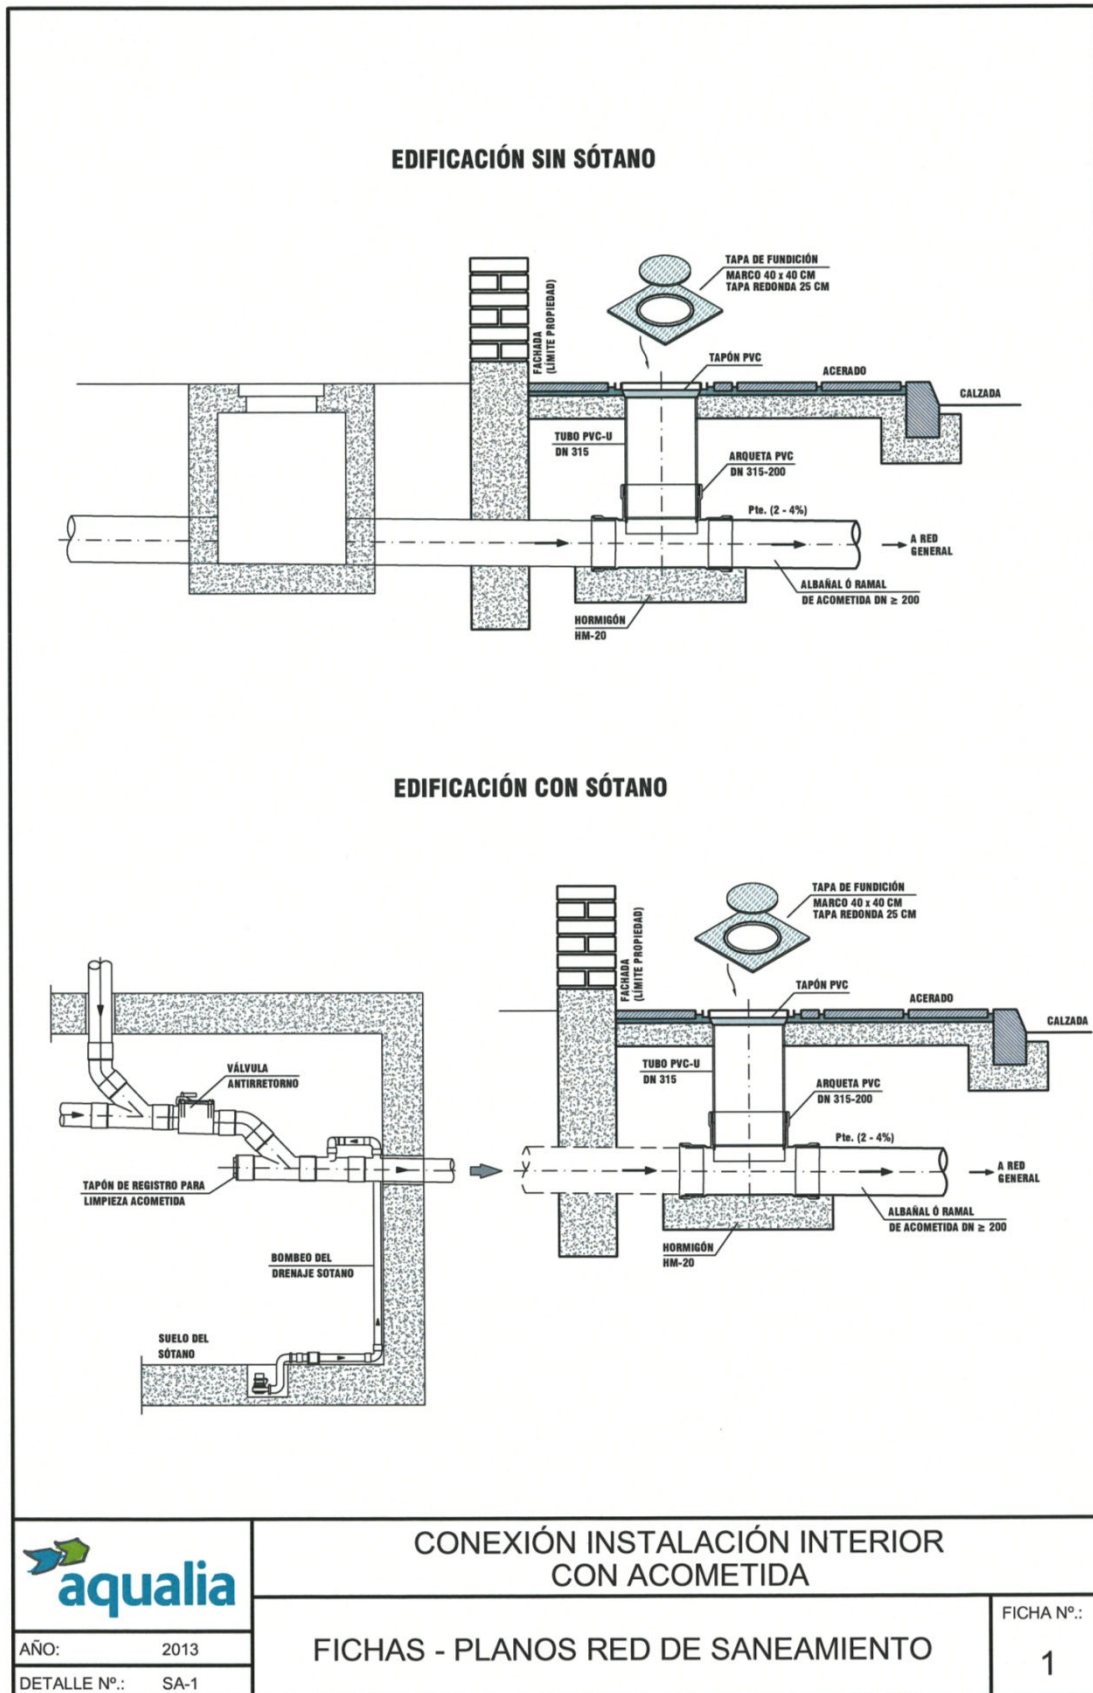 EDIFICACIÓN SIN SÓTANO
TAPA DE FUNDICIÓN
MARCO 40 x 40 CM
TAPA REDONDA 25 CM
FACHADA
(LÍMITE PROPIEDAD)
TAPÓN PVC
ACERADO
CALZADA
TUBO PVC-U
DN 315
ARQUETA PVC
DN 315-200
Pte. (2 - 4%)
A RED
GENERAL
ALBAÑAL Ó RAMAL
DE ACOMETIDA DN ≥ 200
HORMIGÓN
HM-20
EDIFICACIÓN CON SÓTANO
TAPA DE FUNDICIÓN
MARCO 40 x 40 CM
TAPA REDONDA 25 CM
FACHADA
(LÍMITE PROPIEDAD)
TAPÓN PVC
ACERADO
CALZADA
TUBO PVC-U
DN 315
ARQUETA PVC
DN 315-200
VÁLVULA
ANTIRRETORNO
Pte. (2 - 4%)
A RED
GENERAL
TAPÓN DE REGISTRO PARA
LIMPIEZA ACOMETIDA
ALBAÑAL Ó RAMAL
DE ACOMETIDA DN ≥ 200
HORMIGÓN
HM-20
BOMBEO DEL
DRENAJE SOTANO
SUELO DEL
SÓTANO
aqualia
CONEXIÓN INSTALACIÓN INTERIOR
CON ACOMETIDA
AÑO: 2013
DETALLE Nº.: SA-1
FICHAS - PLANOS RED DE SANEAMIENTO
FICHA Nº.:
1